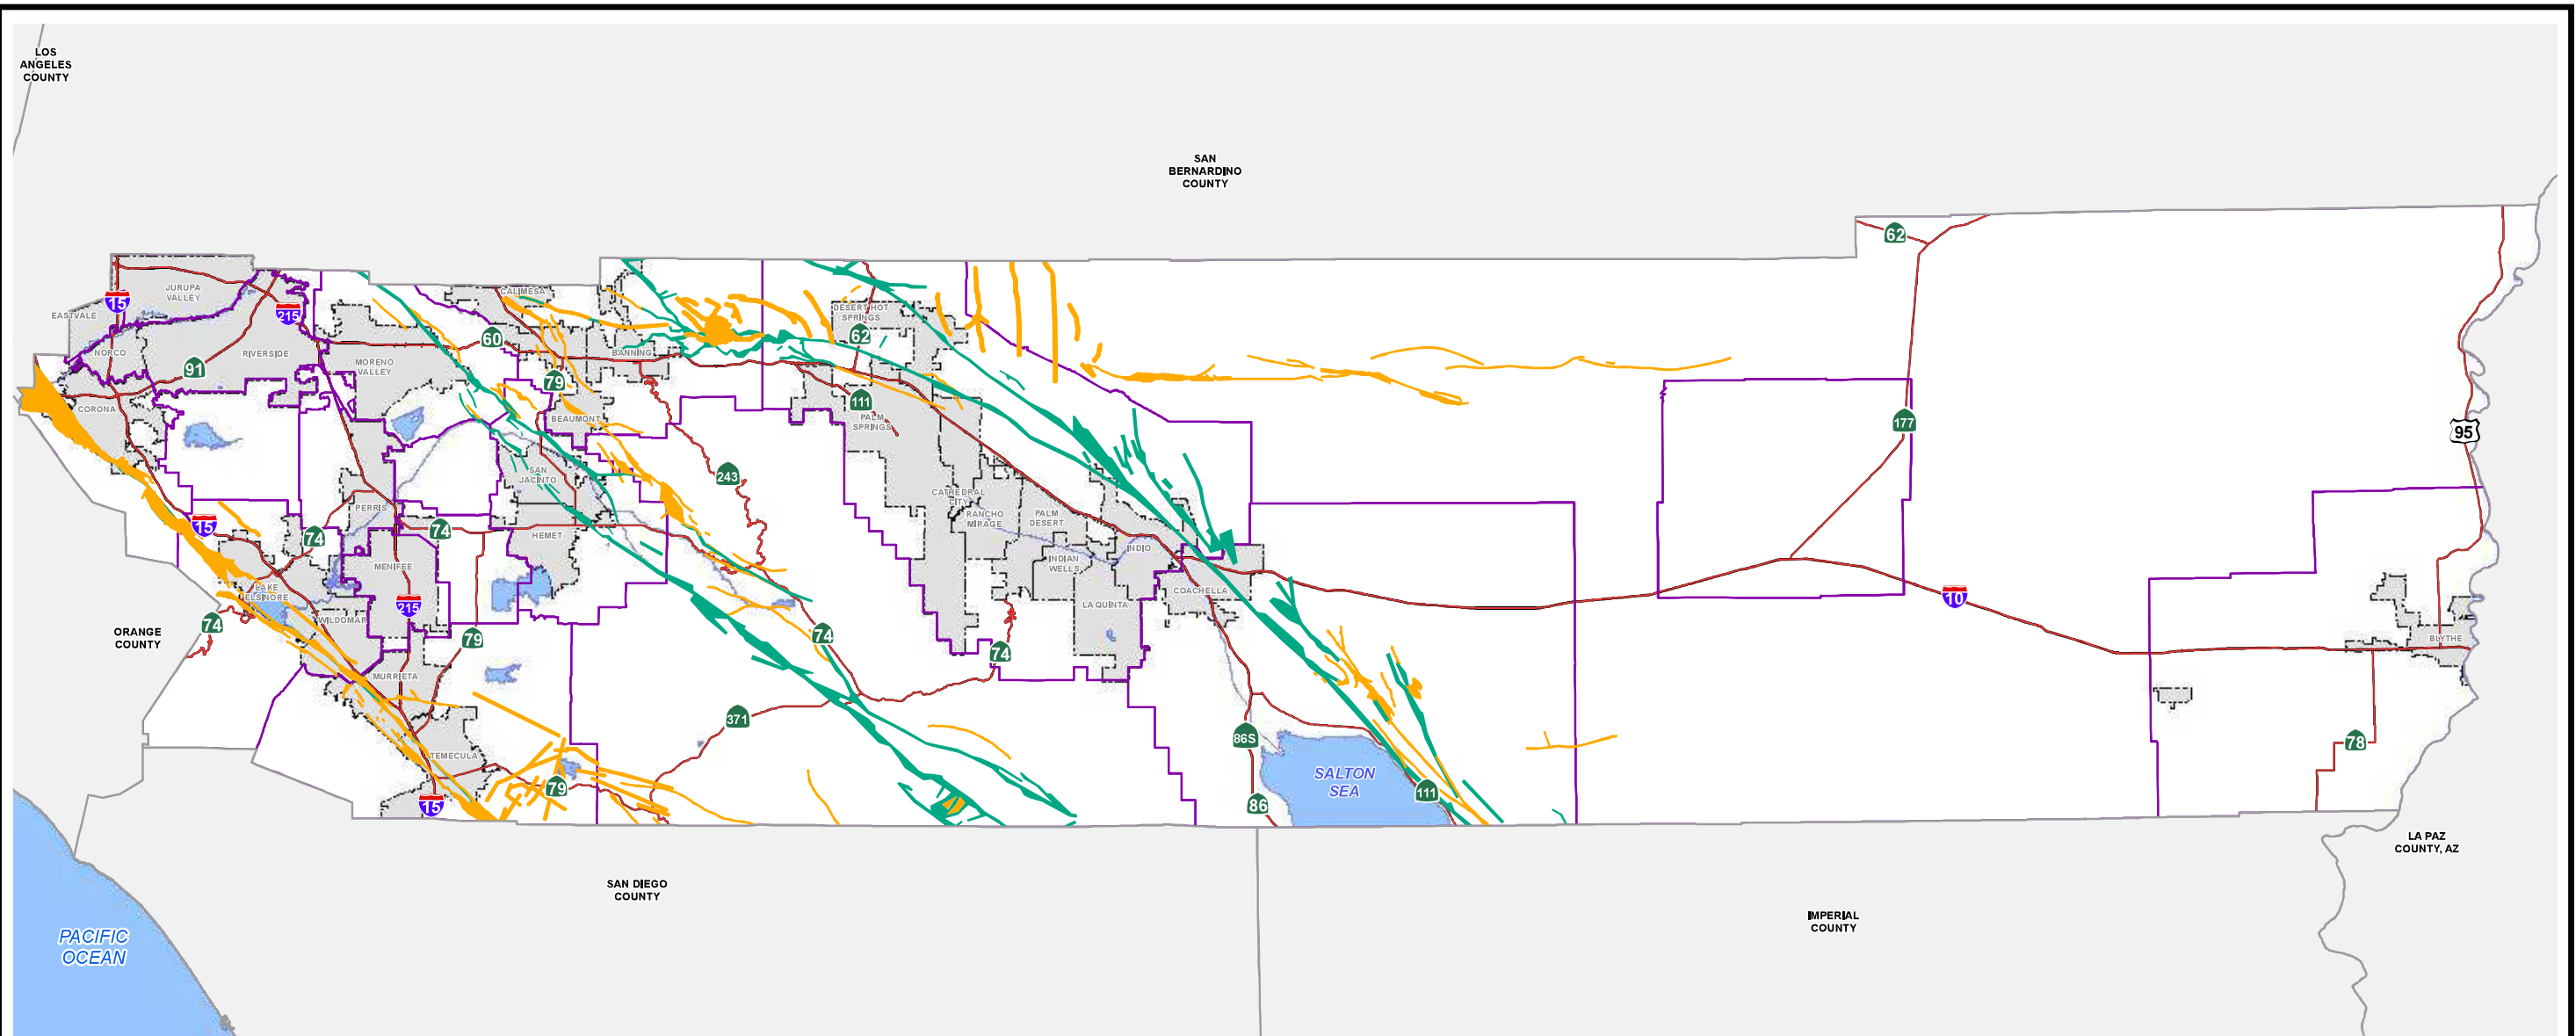 LOS
ANGELES
COUNTY
SAN
BERNARDINO
COUNTY
62
JURUPA
VALLEY
15
215
EASTVALE
CALIMESA
DESERT HOT
SPRINGS
NORCO
RIVERSIDE
60
BANNING
62
91
MORENO
VALLEY
79
111
CORONA
BEAUMONT
PALM
SPRINGS
177
95
SAN
JACINTO
243
CATHEDRAL
CITY
RANCHO
MIRAGE
PALM
DESERT
15
PERRIS
74
74
HEMET
INDIO
MENIFEE
INDIAN
WELLS
LAKE
ELSINORE
215
LA QUINTA
COACHELLA
10
ORANGE
COUNTY
74
WILDOMAR
79
74
74
BLYTHE
MURRIETA
371
86S
78
TEMECULA
79
15
SALTON
SEA
111
86
LA PAZ
COUNTY, AZ
SAN DIEGO
COUNTY
IMPERIAL
COUNTY
PACIFIC
OCEAN